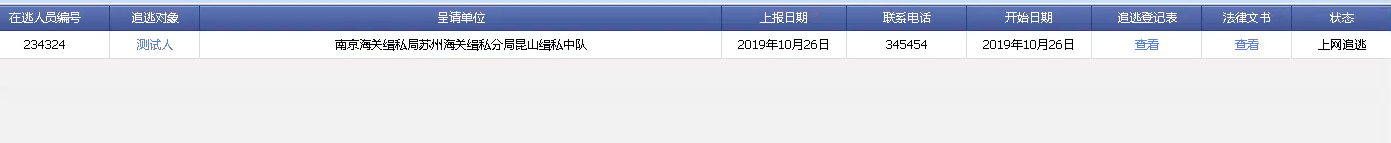 在逃人员编号 追逃对象 呈请单位 上报日期 联系电话 开始日期 追逃登记表 法律文书 状态
234324 测试人 南京海关缉私局苏州海关缉私分局昆山缉私中队 2019年10月26日 345454 2019年10月26日 查看 查看 上网追逃